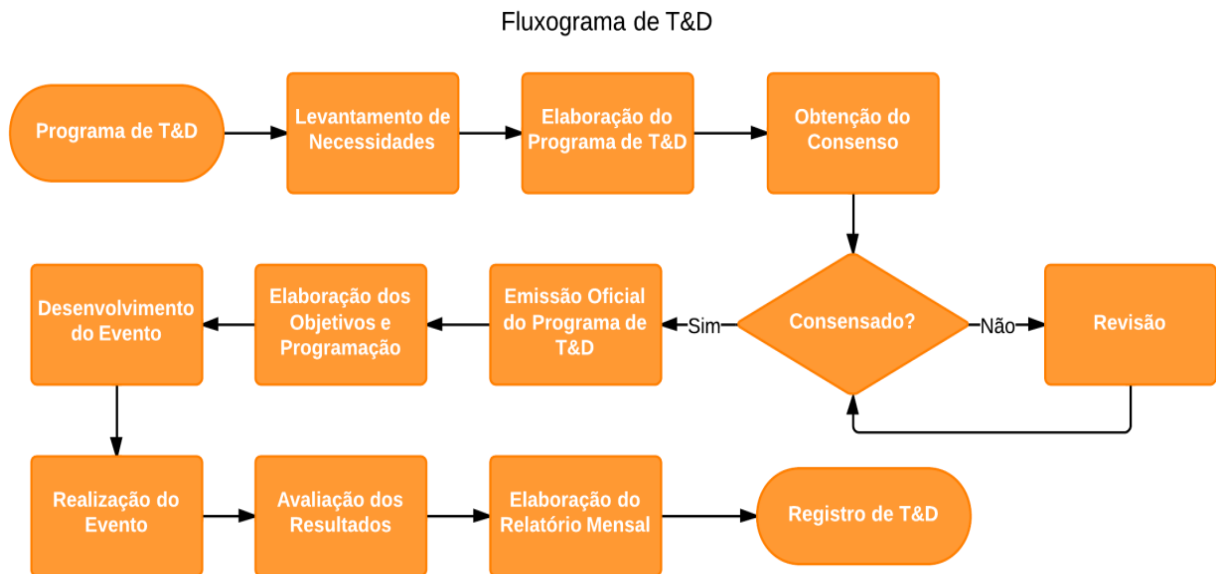 Fluxograma de T&D
Programa de T&D
Levantamento de
Necessidades
Elaboração do
Programa de T&D
Obtenção do
Consenso
Consensado?
Não
Revisão
Sim
Emissão Oficial
do Programa de
T&D
Elaboração dos
Objetivos e
Programação
Desenvolvimento
do Evento
Realização do
Evento
Avaliação dos
Resultados
Elaboração do
Relatório Mensal
Registro de T&D